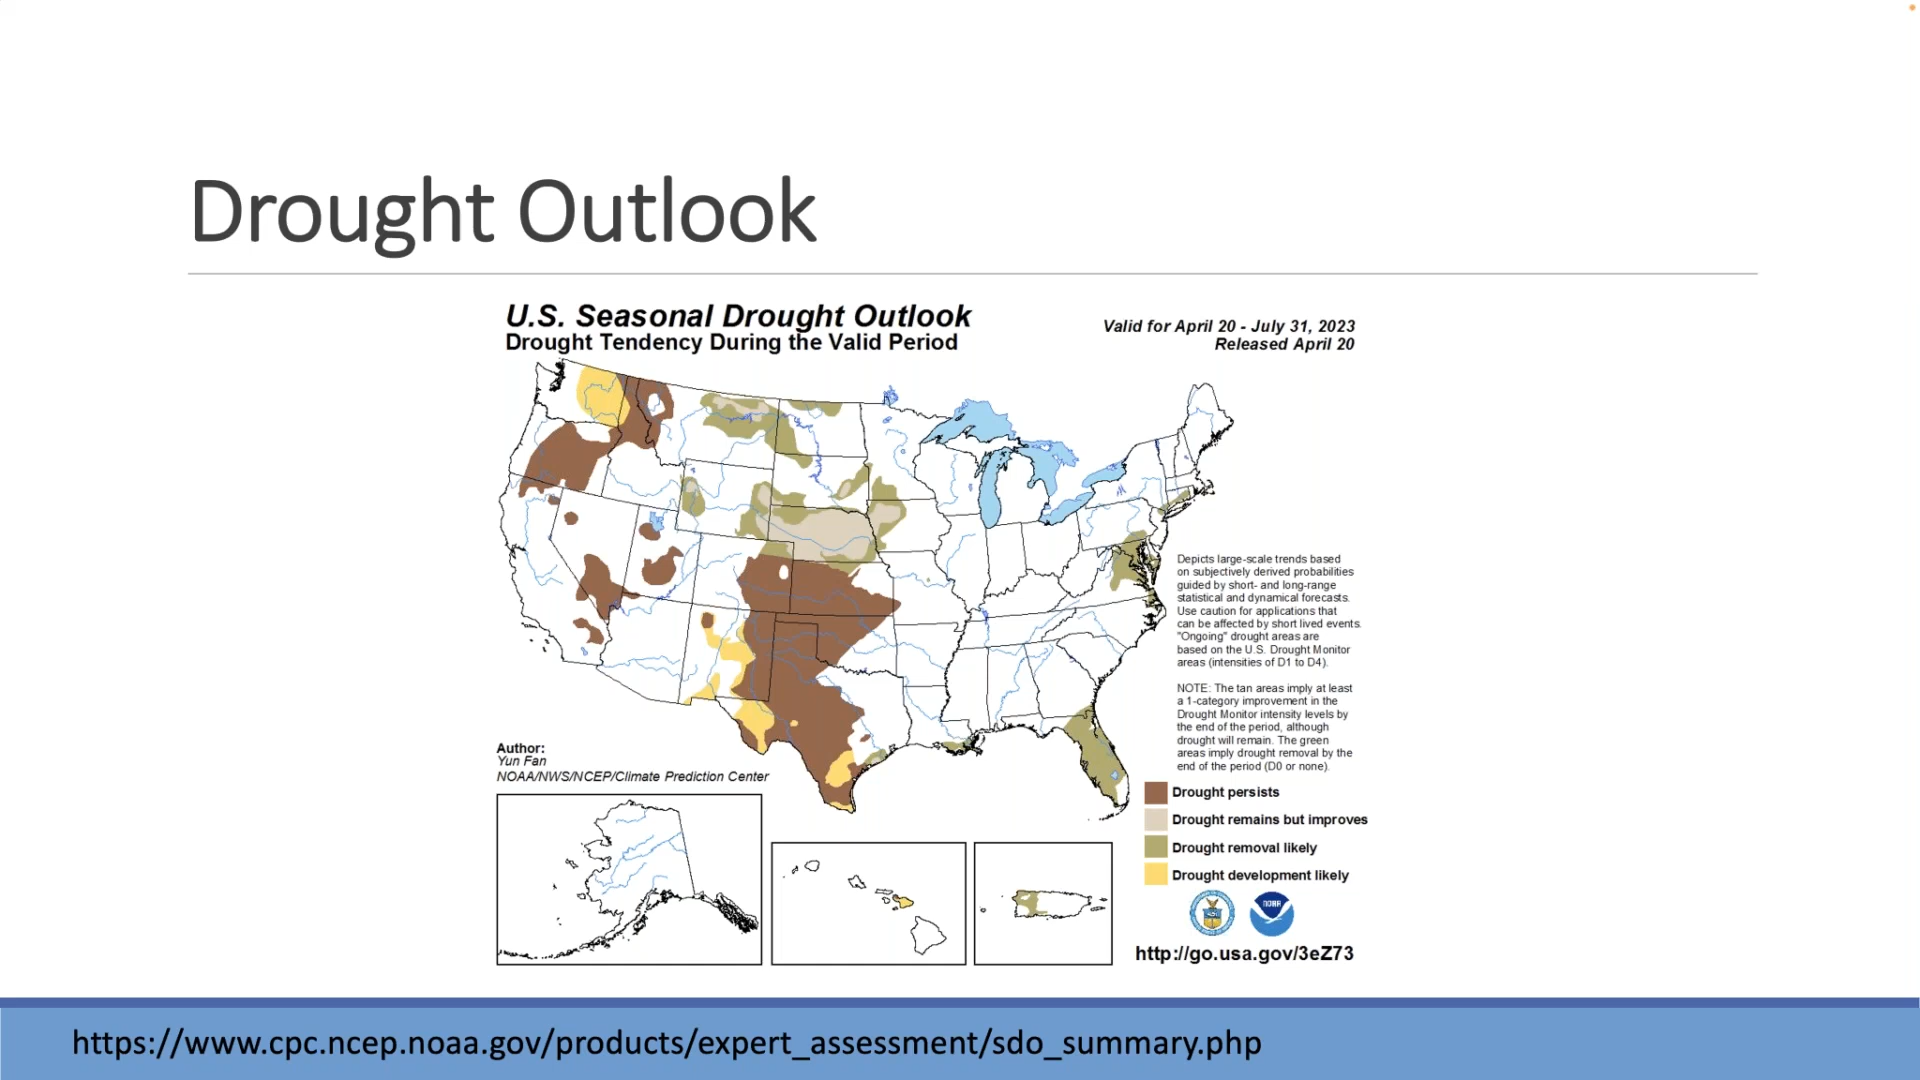 Drought Outlook
U.S. Seasonal Drought Outlook
Drought Tendency During the Valid Period
Valid for April 20 - July 31, 2023
Released April 20
Depicts large-scale trends based
on subjectively derived probabilities
guided by short- and long-range
statistical and dynamical forecasts.
Use caution for applications that
can be affected by short lived events.
"Ongoing" drought areas are
based on the U.S. Drought Monitor
areas (intensities of D1 to D4).
NOTE: The tan areas imply at least
a 1-category improvement in the
Drought Monitor intensity levels by
the end of the period, although
drought will remain. The green
areas imply drought removal by the
end of the period (D0 or none).
Author:
Yun Fan
NOAA/NWS/NCEP/Climate Prediction Center
Drought persists
Drought remains but improves
Drought removal likely
Drought development likely
NOAA
http://go.usa.gov/3eZ73
https://www.cpc.ncep.noaa.gov/products/expert_assessment/sdo_summary.php